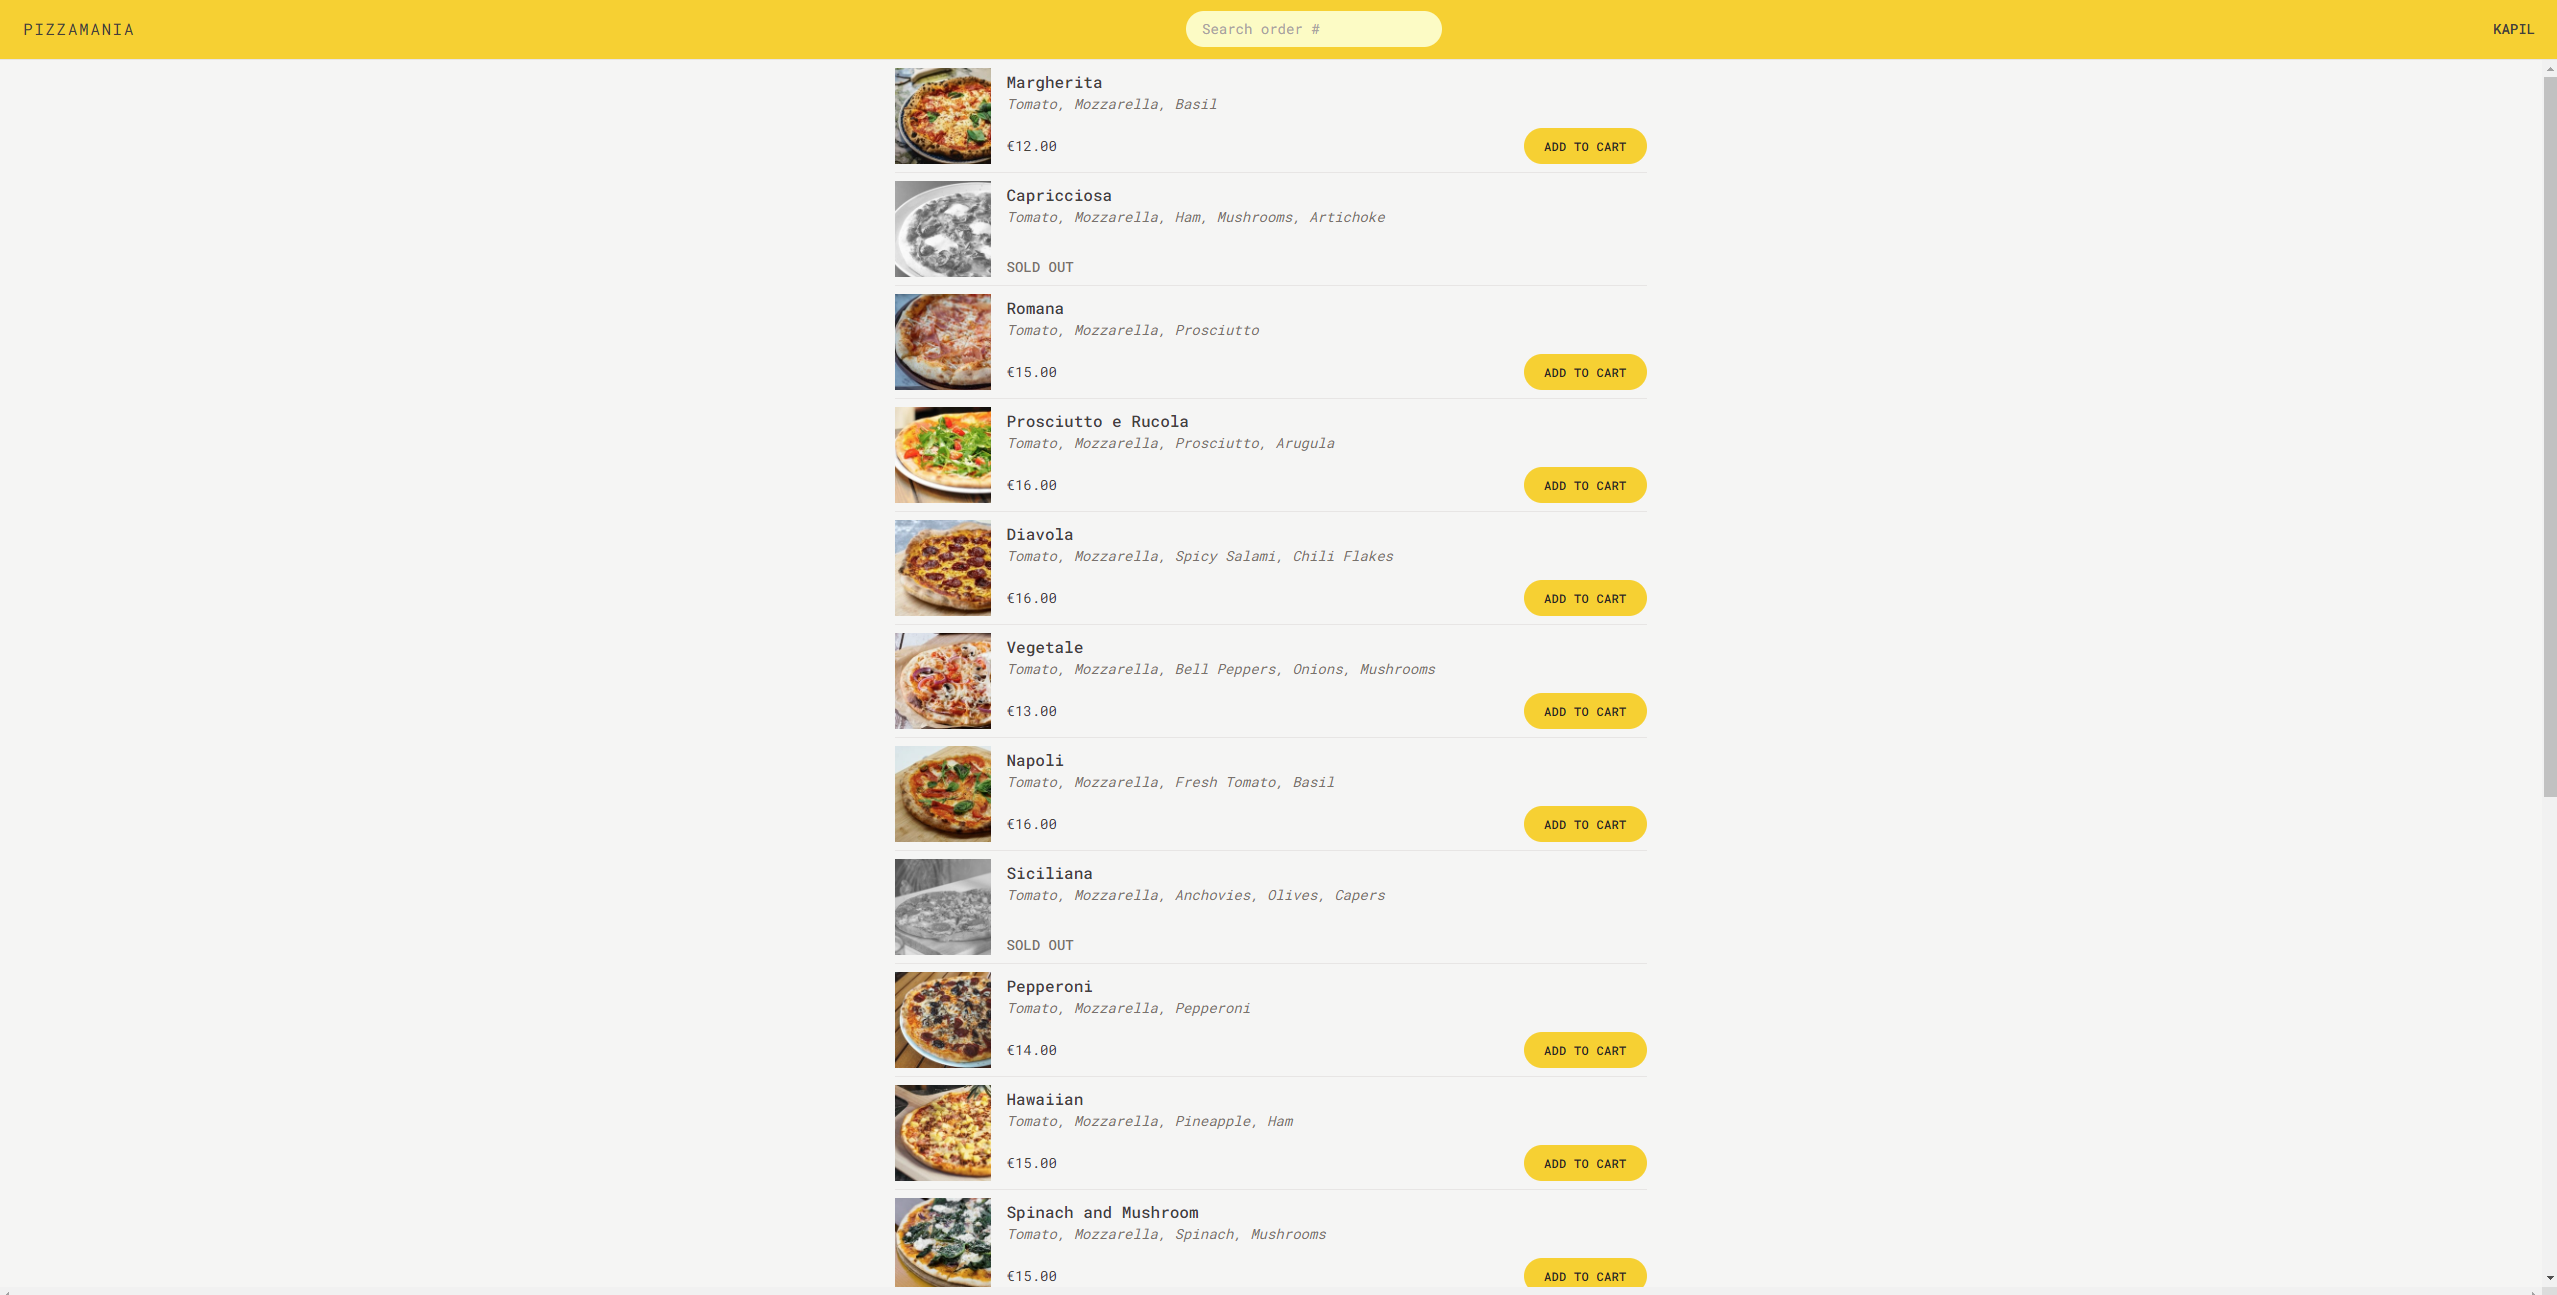 PIZZAMANIA
Search order #
KAPIL
Margherita
Tomato, Mozzarella, Basil
€12.00
ADD TO CART
Capricciosa
Tomato, Mozzarella, Ham, Mushrooms, Artichoke
SOLD OUT
Romana
Tomato, Mozzarella, Prosciutto
€15.00
ADD TO CART
Prosciutto e Rucola
Tomato, Mozzarella, Prosciutto, Arugula
€16.00
ADD TO CART
Diavola
Tomato, Mozzarella, Spicy Salami, Chili Flakes
€16.00
ADD TO CART
Vegetale
Tomato, Mozzarella, Bell Peppers, Onions, Mushrooms
€13.00
ADD TO CART
Napoli
Tomato, Mozzarella, Fresh Tomato, Basil
€16.00
ADD TO CART
Siciliana
Tomato, Mozzarella, Anchovies, Olives, Capers
SOLD OUT
Pepperoni
Tomato, Mozzarella, Pepperoni
€14.00
ADD TO CART
Hawaiian
Tomato, Mozzarella, Pineapple, Ham
€15.00
ADD TO CART
Spinach and Mushroom
Tomato, Mozzarella, Spinach, Mushrooms
€15.00
ADD TO CART